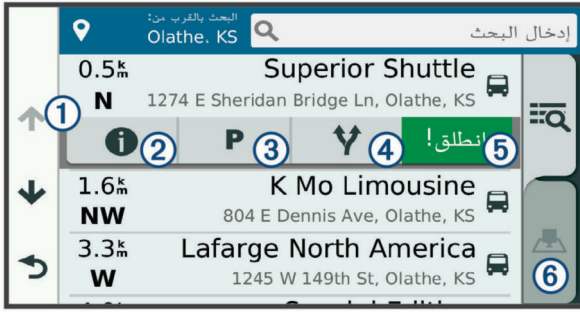 البحث بالقرب من:
Olathe, KS
إدخال البحث
0.5km Superior Shuttle
N 1274 E Sheridan Bridge Ln, Olathe, KS
1
2
P 3
4
انطلق! 5
1.6km K Mo Limousine
NW 804 E Dennis Ave, Olathe, KS
3.3km Lafarge North America
W 1245 W 149th St, Olathe, KS
6